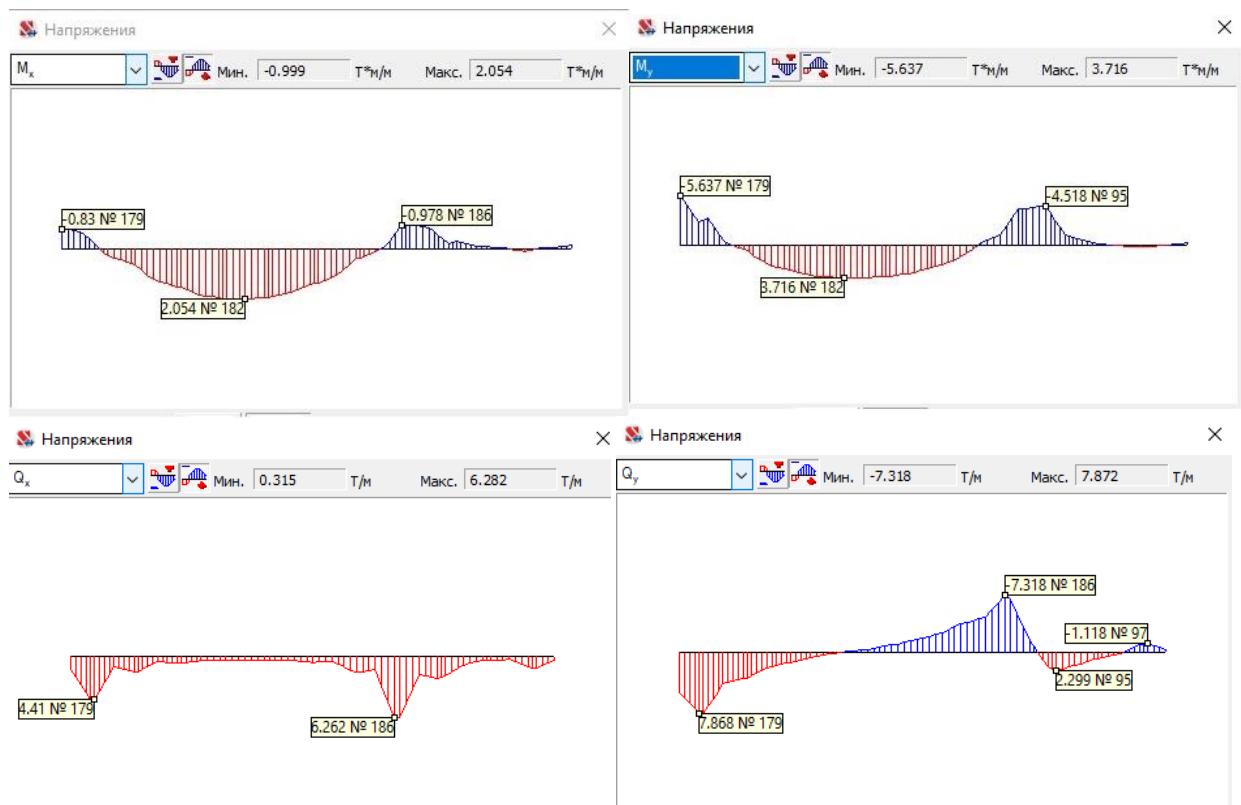 Напряжения
Mx Мин. -0.999 Т*м/м Макс. 2.054 Т*м/м
-0.83 № 179
-0.978 № 186
2.054 № 182
Напряжения
My Мин. -5.637 Т*м/м Макс. 3.716 Т*м/м
-5.637 № 179
-4.518 № 95
3.716 № 182
Напряжения
Qx Мин. 0.315 Т/м Макс. 6.282 Т/м
4.41 № 179
6.262 № 186
Напряжения
Qy Мин. -7.318 Т/м Макс. 7.872 Т/м
-7.318 № 186
-1.118 № 97
2.299 № 95
7.868 № 179